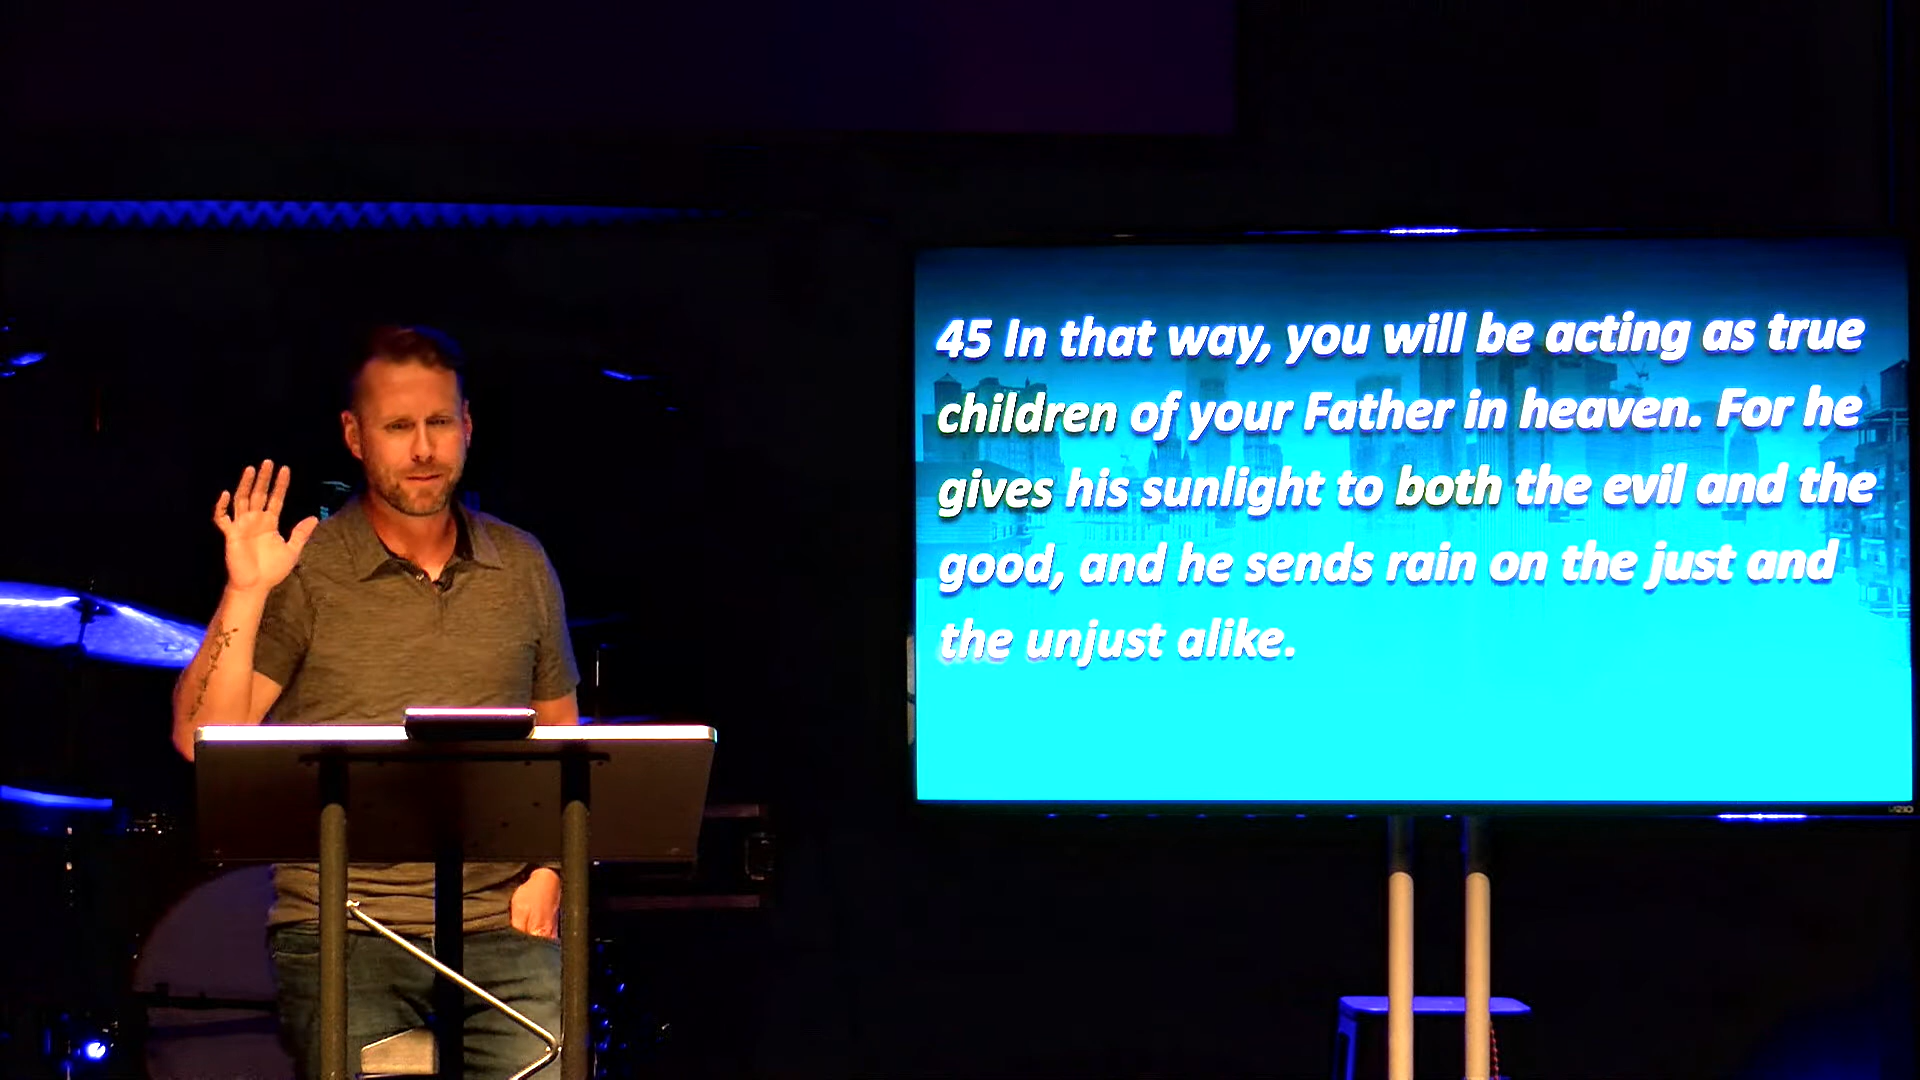 45 In that way, you will be acting as true
children of your Father in heaven. For he
gives his sunlight to both the evil and the
good, and he sends rain on the just and
the unjust alike.
VIZIO